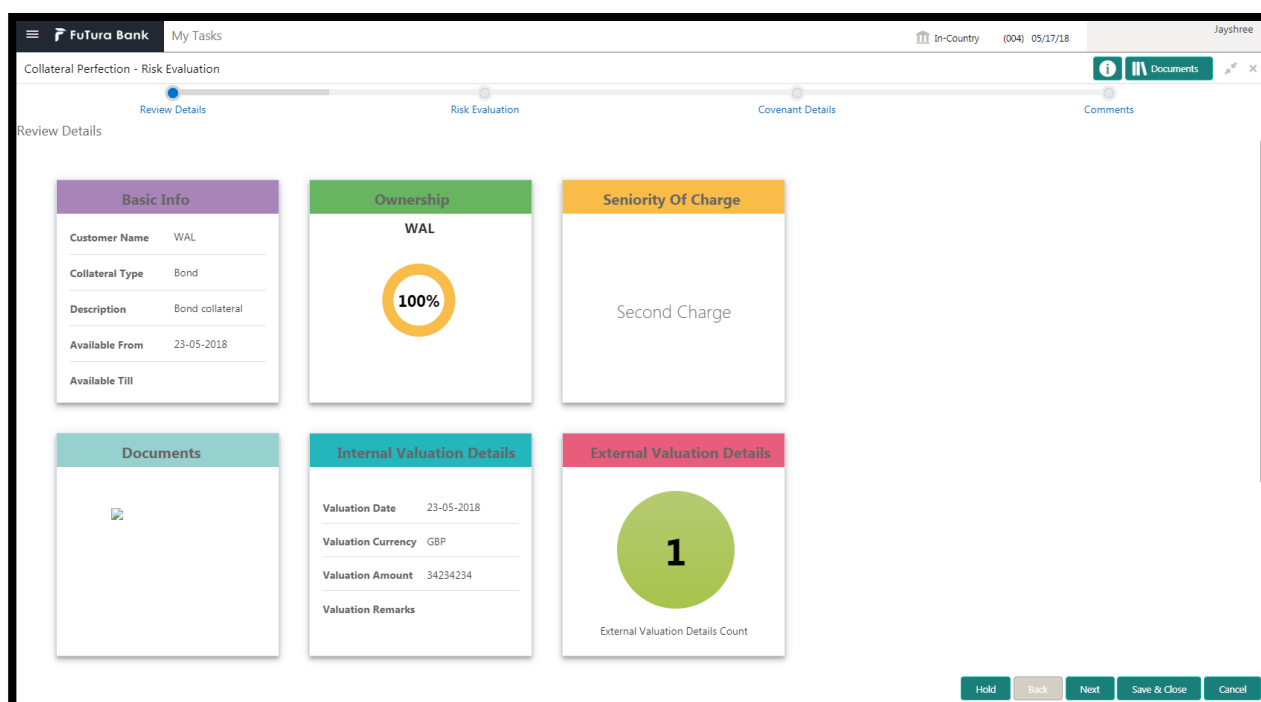 FuTura Bank
My Tasks
In-Country
(004) 05/17/18
Jayshree
Collateral Perfection - Risk Evaluation
Documents
Review Details
Risk Evaluation
Covenant Details
Comments
Review Details
Basic Info
Customer Name WAL
Collateral Type Bond
Description Bond collateral
Available From 23-05-2018
Available Till
Ownership
WAL
100%
Seniority Of Charge
Second Charge
Documents
Internal Valuation Details
Valuation Date 23-05-2018
Valuation Currency GBP
Valuation Amount 34234234
Valuation Remarks
External Valuation Details
1
External Valuation Details Count
Hold
Back
Next
Save & Close
Cancel